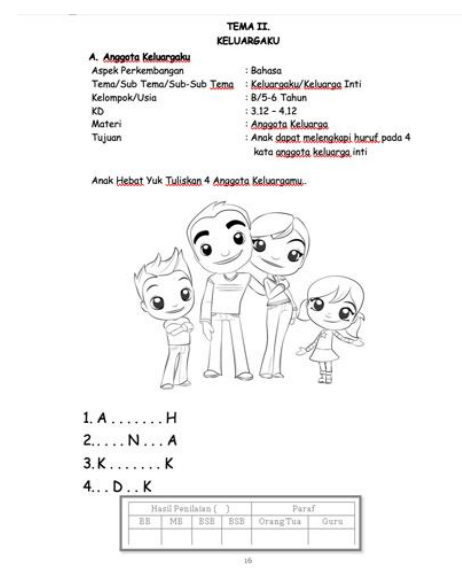 TEMA II.
KELUARGAKU
A. Anggota Keluargaku
Aspek Perkembangan : Bahasa
Tema/Sub Tema/Sub-Sub Tema : Keluargaku/Keluarga Inti
Kelompok/Usia : B/5-6 Tahun
KD : 3.12 – 4.12
Materi : Anggota Keluarga
Tujuan : Anak dapat melengkapi huruf pada 4
kata anggota keluarga inti
Anak Hebat Yuk Tuliskan 4 Anggota Keluargamu..
1. A . . . . . . . H
2. . . . . N . . . A
3. K . . . . . . . K
4. . . D . . K
Hasil Penilaian ( ) Paraf
BB MB BSH BSB Orang Tua Guru
16